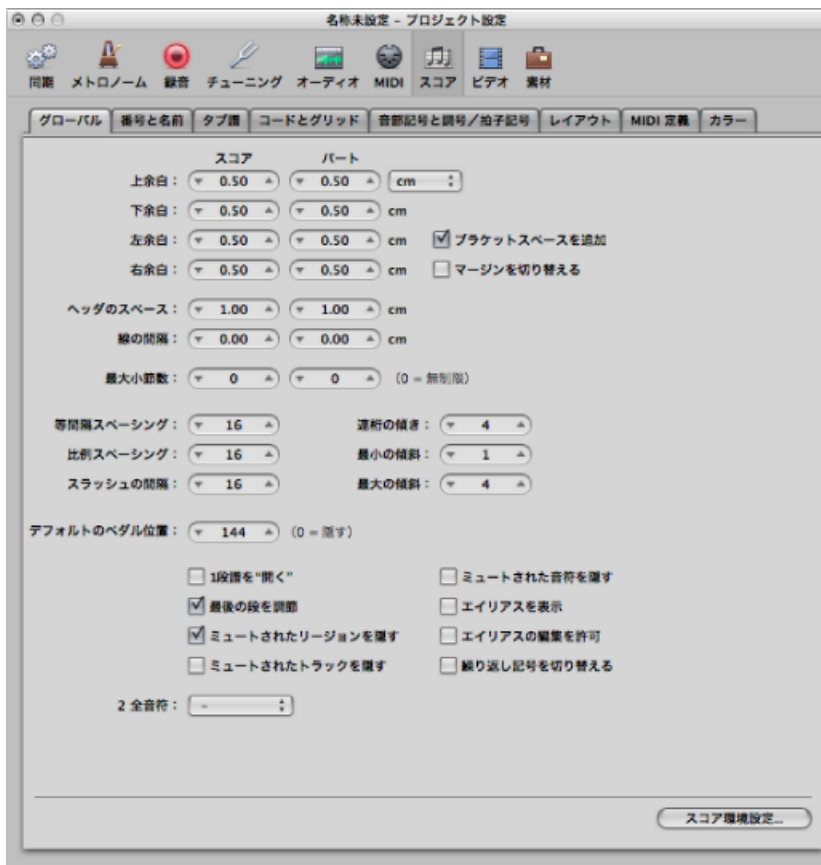 名称未設定 – プロジェクト設定
同期 メトロノーム 録音 チューニング オーディオ MIDI スコア ビデオ 素材
グローバル 番号と名前 タブ譜 コードとグリッド 音部記号と調号／拍子記号 レイアウト MIDI 定義 カラー
スコア パート
上余白： 0.50 0.50 cm
下余白： 0.50 0.50 cm
左余白： 0.50 0.50 cm ブラケットスペースを追加
右余白： 0.50 0.50 cm マージンを切り替える
ヘッダのスペース： 1.00 1.00 cm
線の間隔： 0.00 0.00 cm
最大小節数： 0 0 (0 = 無制限)
等間隔スペーシング： 16 連桁の傾き： 4
比例スペーシング： 16 最小の傾斜： 1
スラッシュの間隔： 16 最大の傾斜： 4
デフォルトのペダル位置： 144 (0 = 隠す)
1段譜を“開く” ミュートされた音符を隠す
最後の段を調節 エイリアスを表示
ミュートされたリージョンを隠す エイリアスの編集を許可
ミュートされたトラックを隠す 繰り返し記号を切り替える
2 全音符： -
スコア環境設定...